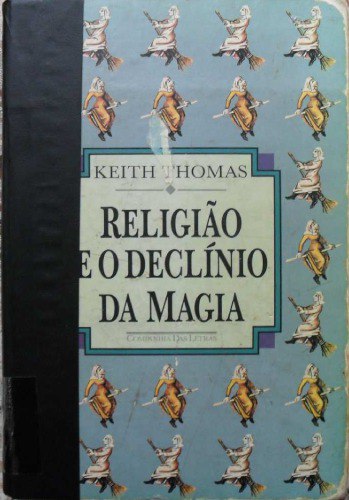 KEITH THOMAS
RELIGIÃO
E O DECLÍNIO
DA MAGIA
COMPANHIA DAS LETRAS